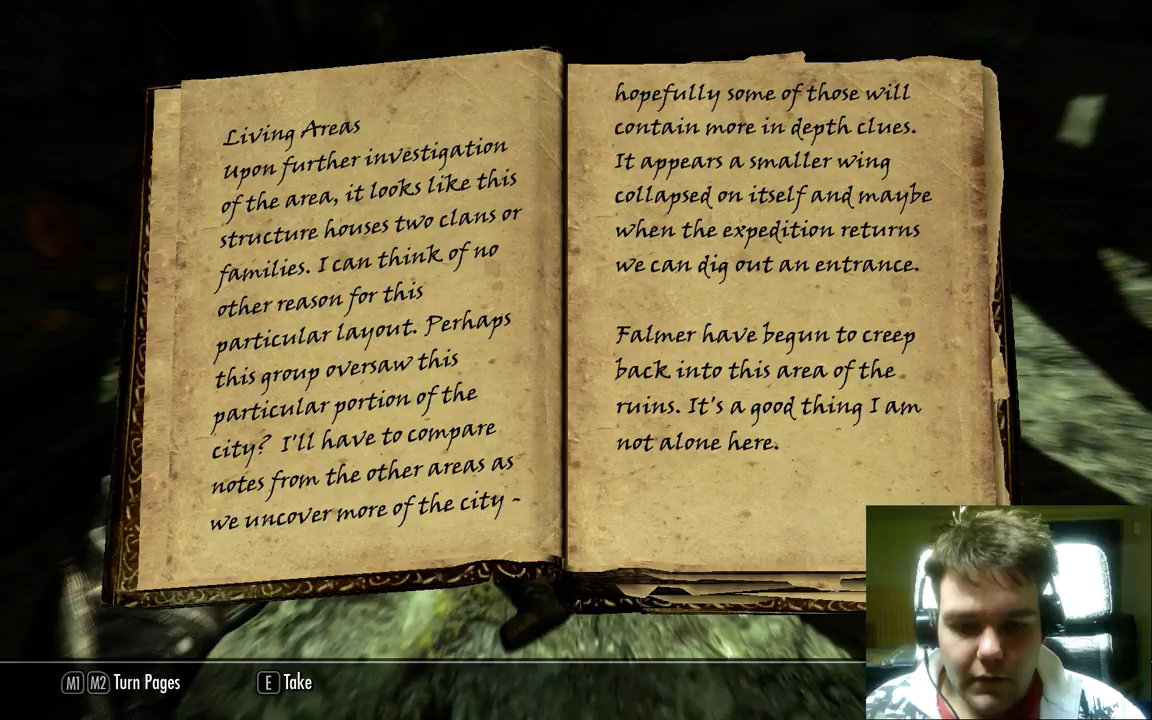 Living Areas
Upon further investigation
of the area, it looks like this
structure houses two clans or
families. I can think of no
other reason for this
particular layout. Perhaps
this group oversaw this
particular portion of the
city? I'll have to compare
notes from the other areas as
we uncover more of the city -
hopefully some of those will
contain more in depth clues.
It appears a smaller wing
collapsed on itself and maybe
when the expedition returns
we can dig out an entrance.
Falmer have begun to creep
back into this area of the
ruins. It's a good thing I am
not alone here.
M1 M2 Turn Pages
E Take